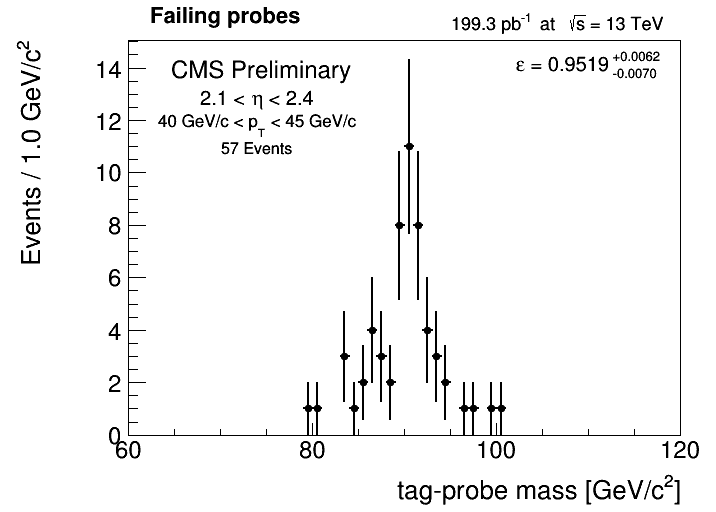 Failing probes
199.3 pb⁻¹ at √s = 13 TeV
CMS Preliminary
ε = 0.9519 +0.0062 -0.0070
2.1 < η < 2.4
40 GeV/c < p_T < 45 GeV/c
57 Events
Events / 1.0 GeV/c²
14
12
10
8
6
4
2
0
60 80 100 120
tag-probe mass [GeV/c²]